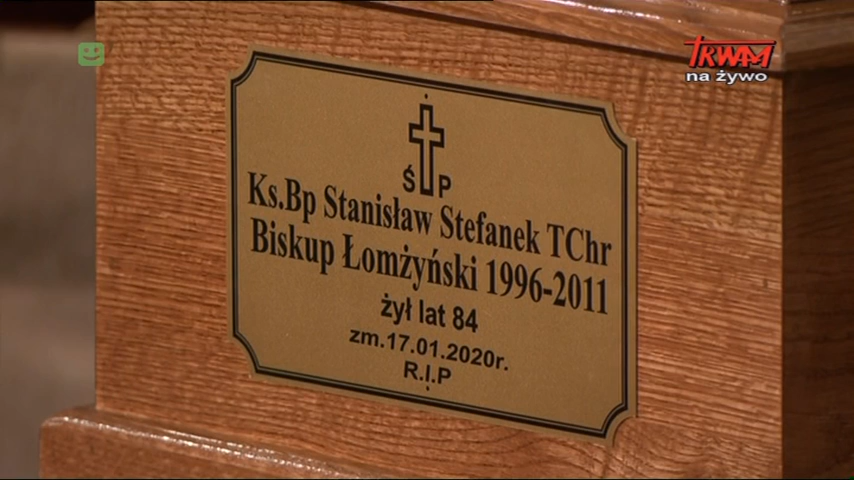 TRWAM
na żywo
Ś P
Ks.Bp Stanisław Stefanek TChr
Biskup Łomżyński 1996-2011
żył lat 84
zm.17.01.2020r.
R.I.P